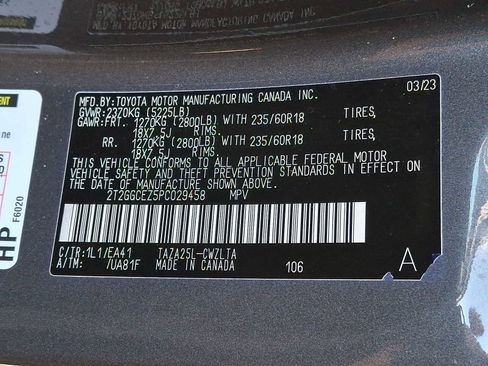 MFD.BY:TOYOTA MOTOR MANUFACTURING CANADA INC. 03/23
GVWR:2370KG (5225LB)
GAWR:FRT. 1270KG (2800LB) WITH 235/60R18 TIRES,
18X7.5J RIMS.
RR. 1270KG (2800LB) WITH 235/60R18 TIRES,
18X7.5J RIMS.
THIS VEHICLE CONFORMS TO ALL APPLICABLE FEDERAL MOTOR
VEHICLE SAFETY AND THEFT PREVENTION STANDARDS IN EFFECT ON
THE DATE OF MANUFACTURE SHOWN ABOVE.
2T2GGCEZ5PC029458 MPV
C/TR:1L1/EA41 TAZA25L-CWZLTA
A/TM: /UA81F MADE IN CANADA 106 A
ne
HP
F6020